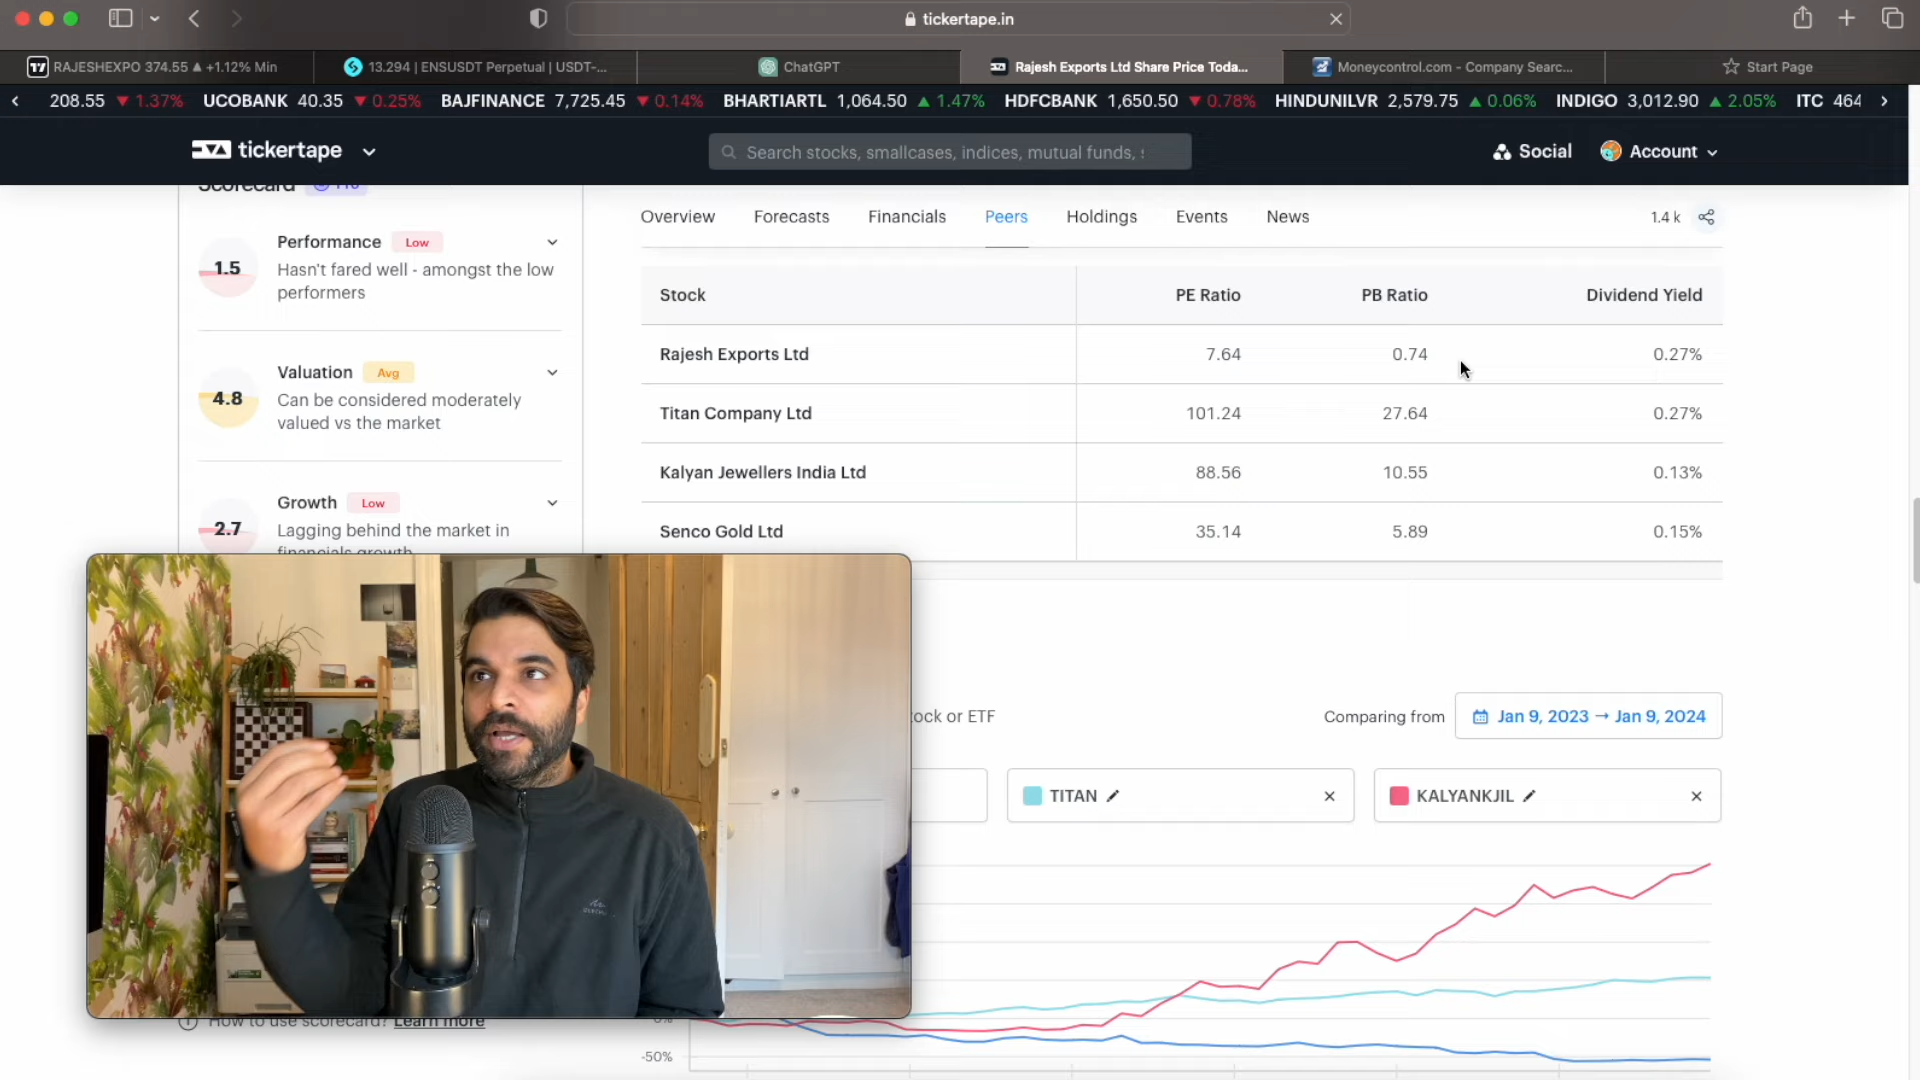 tickertape.in
RAJESHEXPO 374.55 ▲ +1.12% Min
13.294 | ENSUSDT Perpetual | USDT-...
ChatGPT
Rajesh Exports Ltd Share Price Toda...
Moneycontrol.com - Company Searc...
Start Page
208.55 ▼ 1.37% UCOBANK 40.35 ▼ 0.25% BAJFINANCE 7,725.45 ▼ 0.14% BHARTIARTL 1,064.50 ▲ 1.47% HDFCBANK 1,650.50 ▼ 0.78% HINDUNILVR 2,579.75 ▲ 0.06% INDIGO 3,012.90 ▲ 2.05% ITC 464
tickertape
Search stocks, smallcases, indices, mutual funds, :
Social
Account
Scorecard
Overview Forecasts Financials Peers Holdings Events News
1.4 k
Performance Low
1.5
Hasn't fared well - amongst the low
performers
Valuation Avg
4.8
Can be considered moderately
valued vs the market
Growth Low
2.7
Lagging behind the market in
financials growth
Stock PE Ratio PB Ratio Dividend Yield
Rajesh Exports Ltd 7.64 0.74 0.27%
Titan Company Ltd 101.24 27.64 0.27%
Kalyan Jewellers India Ltd 88.56 10.55 0.13%
Senco Gold Ltd 35.14 5.89 0.15%
tock or ETF
Comparing from Jan 9, 2023 → Jan 9, 2024
TITAN
KALYANKJIL
0%
-50%
How to use scorecard? Learn more